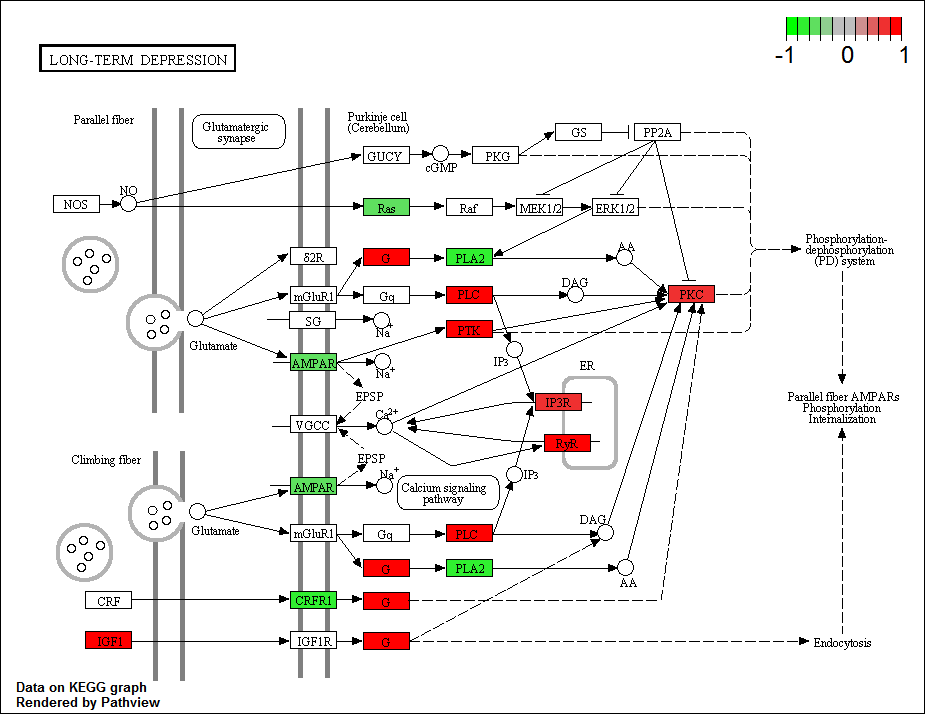 -1 0 1
LONG-TERM DEPRESSION
Parallel fiber
Glutamatergic
synapse
Purkinje cell
(Cerebellum)
GS
PP2A
GUCY
cGMP
PKG
NOS
NO
Ras
Raf
MEK1/2
ERK1/2
δ2R
G
PLA2
AA
Phosphorylation-
dephosphorylation
(PD) system
mGluR1
Gq
PLC
DAG
PKC
SG
Na+
PTK
Glutamate
IP3
AMPAR
Na+
ER
EPSP
IP3R
Parallel fiber AMPARs
Phosphorylation
Internalization
VGCC
Ca2+
RyR
Climbing fiber
EPSP
Na+
IP3
AMPAR
Calcium signaling
pathway
Glutamate
mGluR1
Gq
PLC
DAG
G
PLA2
AA
CRF
CRFR1
G
IGF1
IGF1R
G
Endocytosis
Data on KEGG graph
Rendered by Pathview